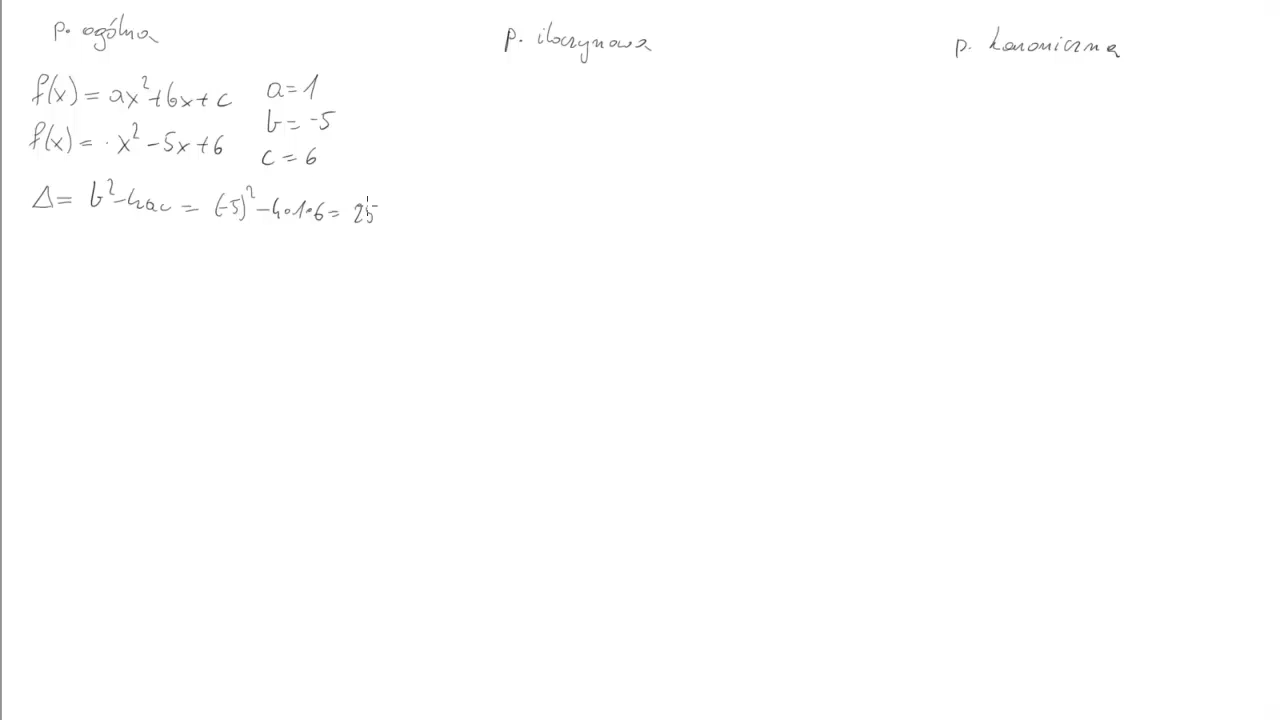 p. ogólna
p. iloczynowa
p. kanoniczna
f(x) = ax²+bx+c
a=1
f(x) = x² - 5x + 6
b = -5
c = 6
Δ = b² - 4ac = (-5)² - 4·1·6 = 25